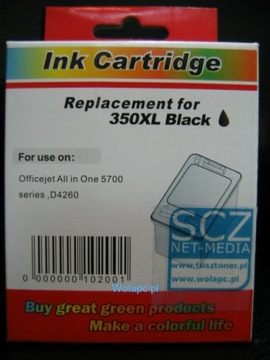 Ink Cartridge
Replacement for
350XL Black
For use on:
Officejet All in One 5700
series ,D4260
SCZ
NET-MEDIA
www.tusztoner.pl
www.wolapc.pl
0 000000 102001
Wolapc.pl
Buy great green products
Make a colorful life